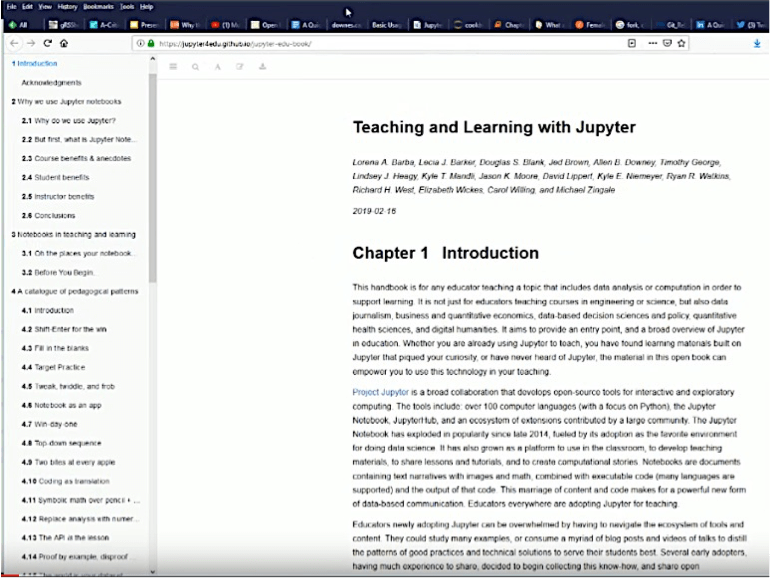 File Edit View History Bookmarks Tools Help
All
Presen
Why t
Open
A Quic
downes.c
Basic Usag
Jupyte
cooki
Chapt
What
Female
fork,
Git_R
A Quic
https://jupyter4edu.github.io/jupyter-edu-book/
1 Introduction
Acknowledgments
2 Why we use Jupyter notebooks
2.1 Why do we use Jupyter?
2.2 But first, what is Jupyter Note...
2.3 Course benefits & anecdotes
2.4 Student benefits
2.5 Instructor benefits
2.6 Conclusions
3 Notebooks in teaching and learning
3.1 Oh the places your notebook...
3.2 Before You Begin...
4 A catalogue of pedagogical patterns
4.1 Introduction
4.2 Shift-Enter for the win
4.3 Fill in the blanks
4.4 Target Practice
4.5 Tweak, twiddle, and frob
4.6 Notebook as an app
4.7 Win-day-one
4.8 Top-down sequence
4.9 Two bites at every apple
4.10 Coding as translation
4.11 Symbolic math over pencil + ...
4.12 Replace analysis with numer...
4.13 The API is the lesson
4.14 Proof by example, disproof ...
Teaching and Learning with Jupyter
Lorena A. Barba, Lecia J. Barker, Douglas S. Blank, Jed Brown, Allen B. Downey, Timothy George,
Lindsey J. Heagy, Kyle T. Mandli, Jason K. Moore, David Lippert, Kyle E. Niemeyer, Ryan R. Watkins,
Richard H. West, Elizabeth Wickes, Carol Willing, and Michael Zingale
2019-02-16
Chapter 1 Introduction
This handbook is for any educator teaching a topic that includes data analysis or computation in order to
support learning. It is not just for educators teaching courses in engineering or science, but also data
journalism, business and quantitative economics, data-based decision sciences and policy, quantitative
health sciences, and digital humanities. It aims to provide an entry point, and a broad overview of Jupyter
in education. Whether you are already using Jupyter to teach, you have found learning materials built on
Jupyter that piqued your curiosity, or have never heard of Jupyter, the material in this open book can
empower you to use this technology in your teaching.
Project Jupyter is a broad collaboration that develops open-source tools for interactive and exploratory
computing. The tools include: over 100 computer languages (with a focus on Python), the Jupyter
Notebook, JupyterHub, and an ecosystem of extensions contributed by a large community. The Jupyter
Notebook has exploded in popularity since late 2014, fueled by its adoption as the favorite environment
for doing data science. It has also grown as a platform to use in the classroom, to develop teaching
materials, to share lessons and tutorials, and to create computational stories. Notebooks are documents
containing text narratives with images and math, combined with executable code (many languages are
supported) and the output of that code. This marriage of content and code makes for a powerful new form
of data-based communication. Educators everywhere are adopting Jupyter for teaching.
Educators newly adopting Jupyter can be overwhelmed by having to navigate the ecosystem of tools and
content. They could study many examples, or consume a myriad of blog posts and videos of talks to distill
the patterns of good practices and technical solutions to serve their students best. Several early adopters,
having much experience to share, decided to begin collecting this know-how, and share open